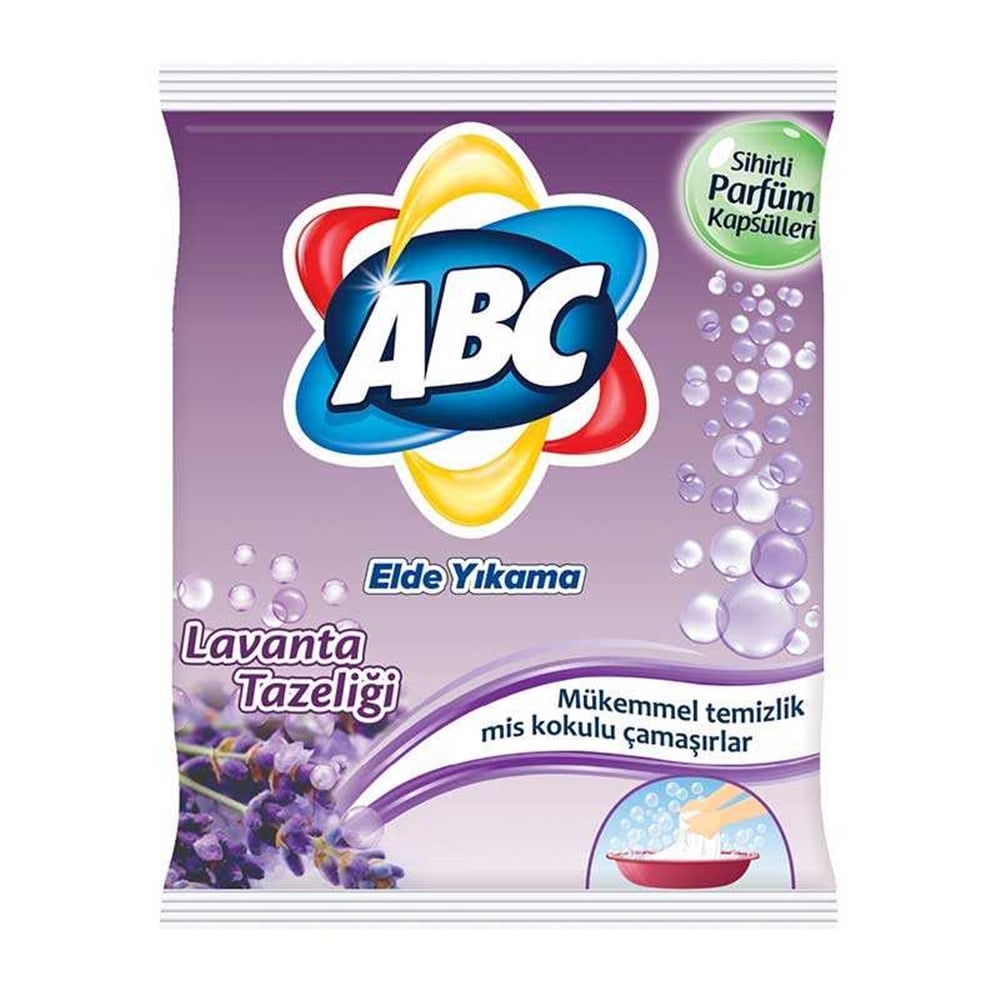 Sihirli
Parfüm
Kapsülleri
ABC
Elde Yıkama
Lavanta
Tazeliği
Mükemmel temizlik
mis kokulu çamaşırlar